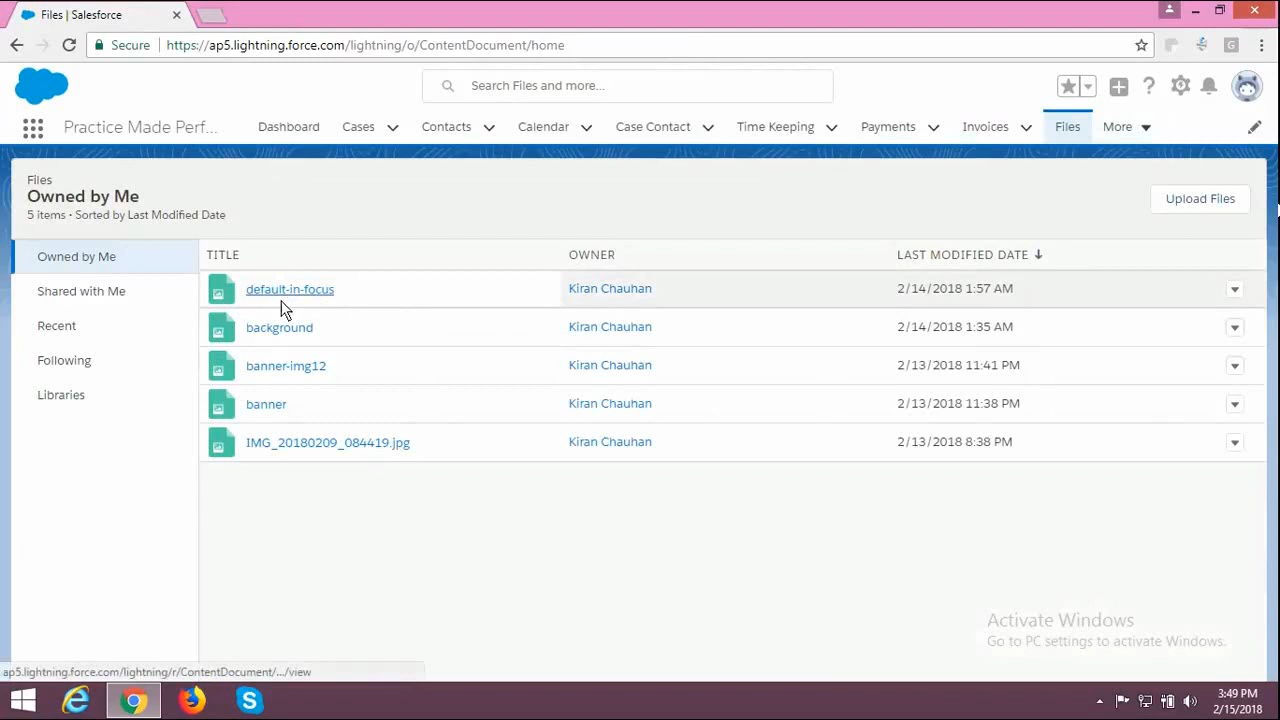 Files | Salesforce
Secure https://ap5.lightning.force.com/lightning/o/ContentDocument/home
Search Files and more...
Practice Made Perf... Dashboard Cases Contacts Calendar Case Contact Time Keeping Payments Invoices Files More
Files
Owned by Me
5 items • Sorted by Last Modified Date
Upload Files
Owned by Me
Shared with Me
Recent
Following
Libraries
TITLE OWNER LAST MODIFIED DATE
default-in-focus Kiran Chauhan 2/14/2018 1:57 AM
background Kiran Chauhan 2/14/2018 1:35 AM
banner-img12 Kiran Chauhan 2/13/2018 11:41 PM
banner Kiran Chauhan 2/13/2018 11:38 PM
IMG_20180209_084419.jpg Kiran Chauhan 2/13/2018 8:38 PM
Activate Windows
Go to PC settings to activate Windows.
ap5.lightning.force.com/lightning/r/ContentDocument/.../view
3:49 PM
2/15/2018